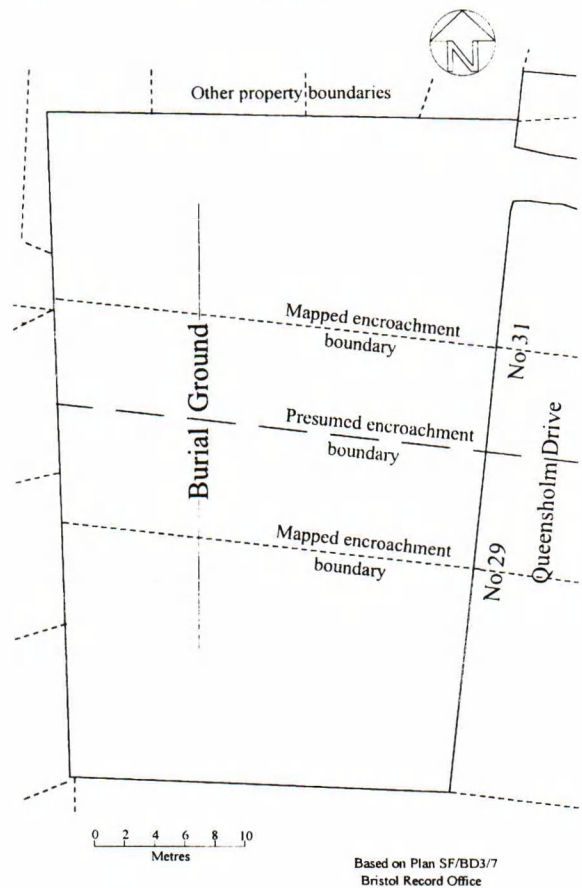 N
Other property boundaries
Mapped encroachment
boundary
No 31
Burial Ground
Presumed encroachment
boundary
Queensholm Drive
Mapped encroachment
boundary
No 29
0 2 4 6 8 10
Metres
Based on Plan SF/BD3/7
Bristol Record Office